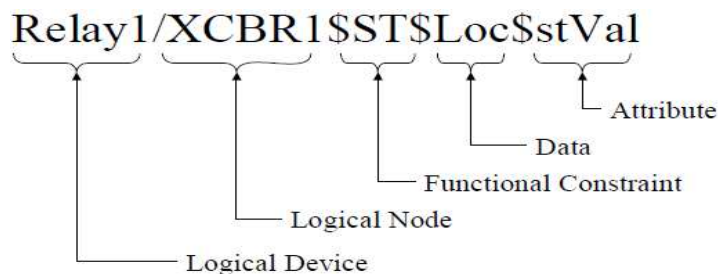 Relay1/XCBR1$ST$Loc$stVal
Attribute
Data
Functional Constraint
Logical Node
Logical Device